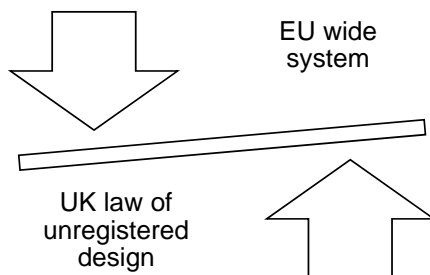 EU wide
system
UK law of
unregistered
design